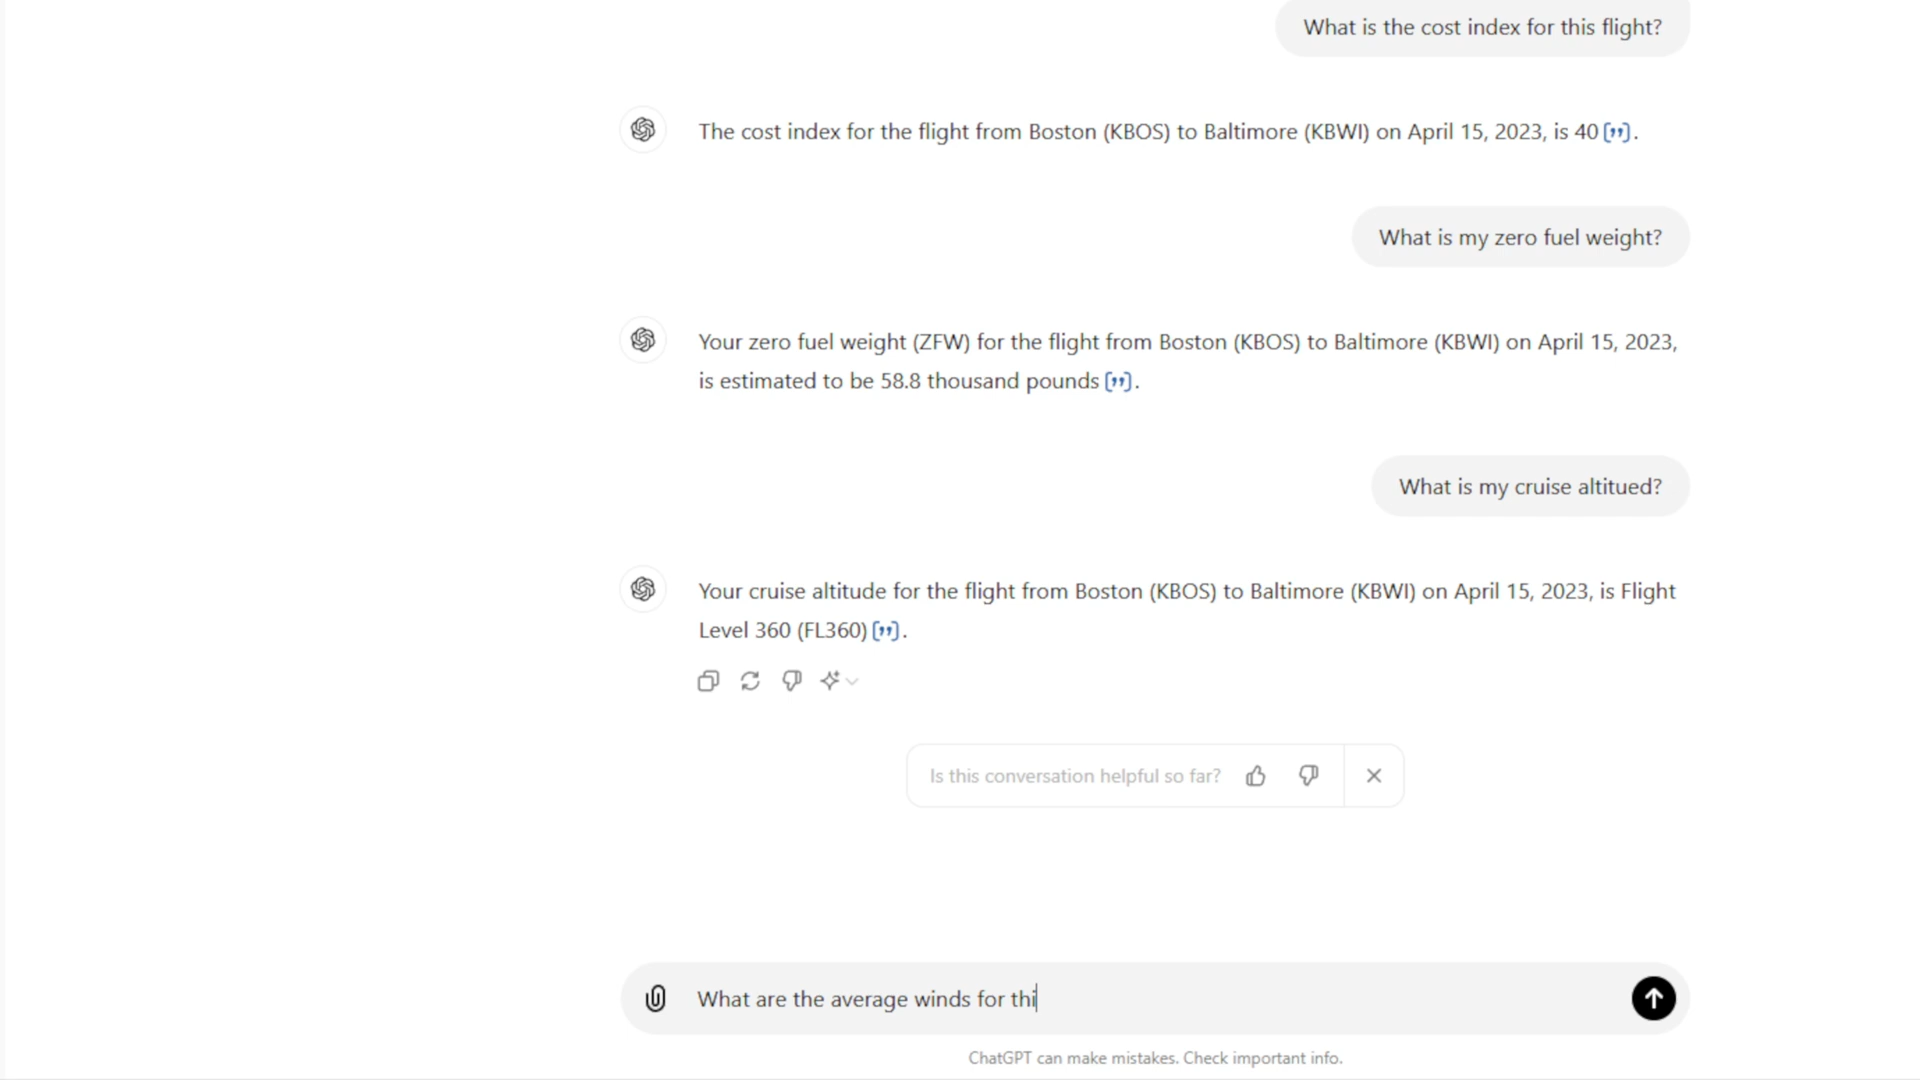 What is the cost index for this flight?
The cost index for the flight from Boston (KBOS) to Baltimore (KBWI) on April 15, 2023, is 40 [”].
What is my zero fuel weight?
Your zero fuel weight (ZFW) for the flight from Boston (KBOS) to Baltimore (KBWI) on April 15, 2023,
is estimated to be 58.8 thousand pounds [”].
What is my cruise altitued?
Your cruise altitude for the flight from Boston (KBOS) to Baltimore (KBWI) on April 15, 2023, is Flight
Level 360 (FL360) [”].
Is this conversation helpful so far?
What are the average winds for thi
ChatGPT can make mistakes. Check important info.